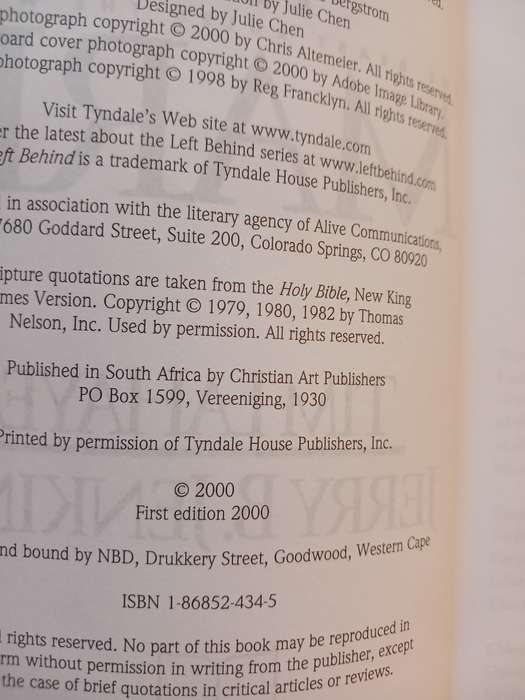 by Julie Chen
Bergstrom
Designed by Julie Chen
photograph copyright © 2000 by Chris Altemeier. All rights reserved.
oard cover photograph copyright © 2000 by Adobe Image Library.
photograph copyright © 1998 by Reg Francklyn. All rights reserved.
Visit Tyndale's Web site at www.tyndale.com
er the latest about the Left Behind series at www.leftbehind.com
eft Behind is a trademark of Tyndale House Publishers, Inc.
in association with the literary agency of Alive Communications,
7680 Goddard Street, Suite 200, Colorado Springs, CO 80920
ipture quotations are taken from the Holy Bible, New King
mes Version. Copyright © 1979, 1980, 1982 by Thomas
Nelson, Inc. Used by permission. All rights reserved.
Published in South Africa by Christian Art Publishers
PO Box 1599, Vereeniging, 1930
Printed by permission of Tyndale House Publishers, Inc.
© 2000
First edition 2000
nd bound by NBD, Drukkery Street, Goodwood, Western Cape
ISBN 1-86852-434-5
rights reserved. No part of this book may be reproduced in
rm without permission in writing from the publisher, except
the case of brief quotations in critical articles or reviews.